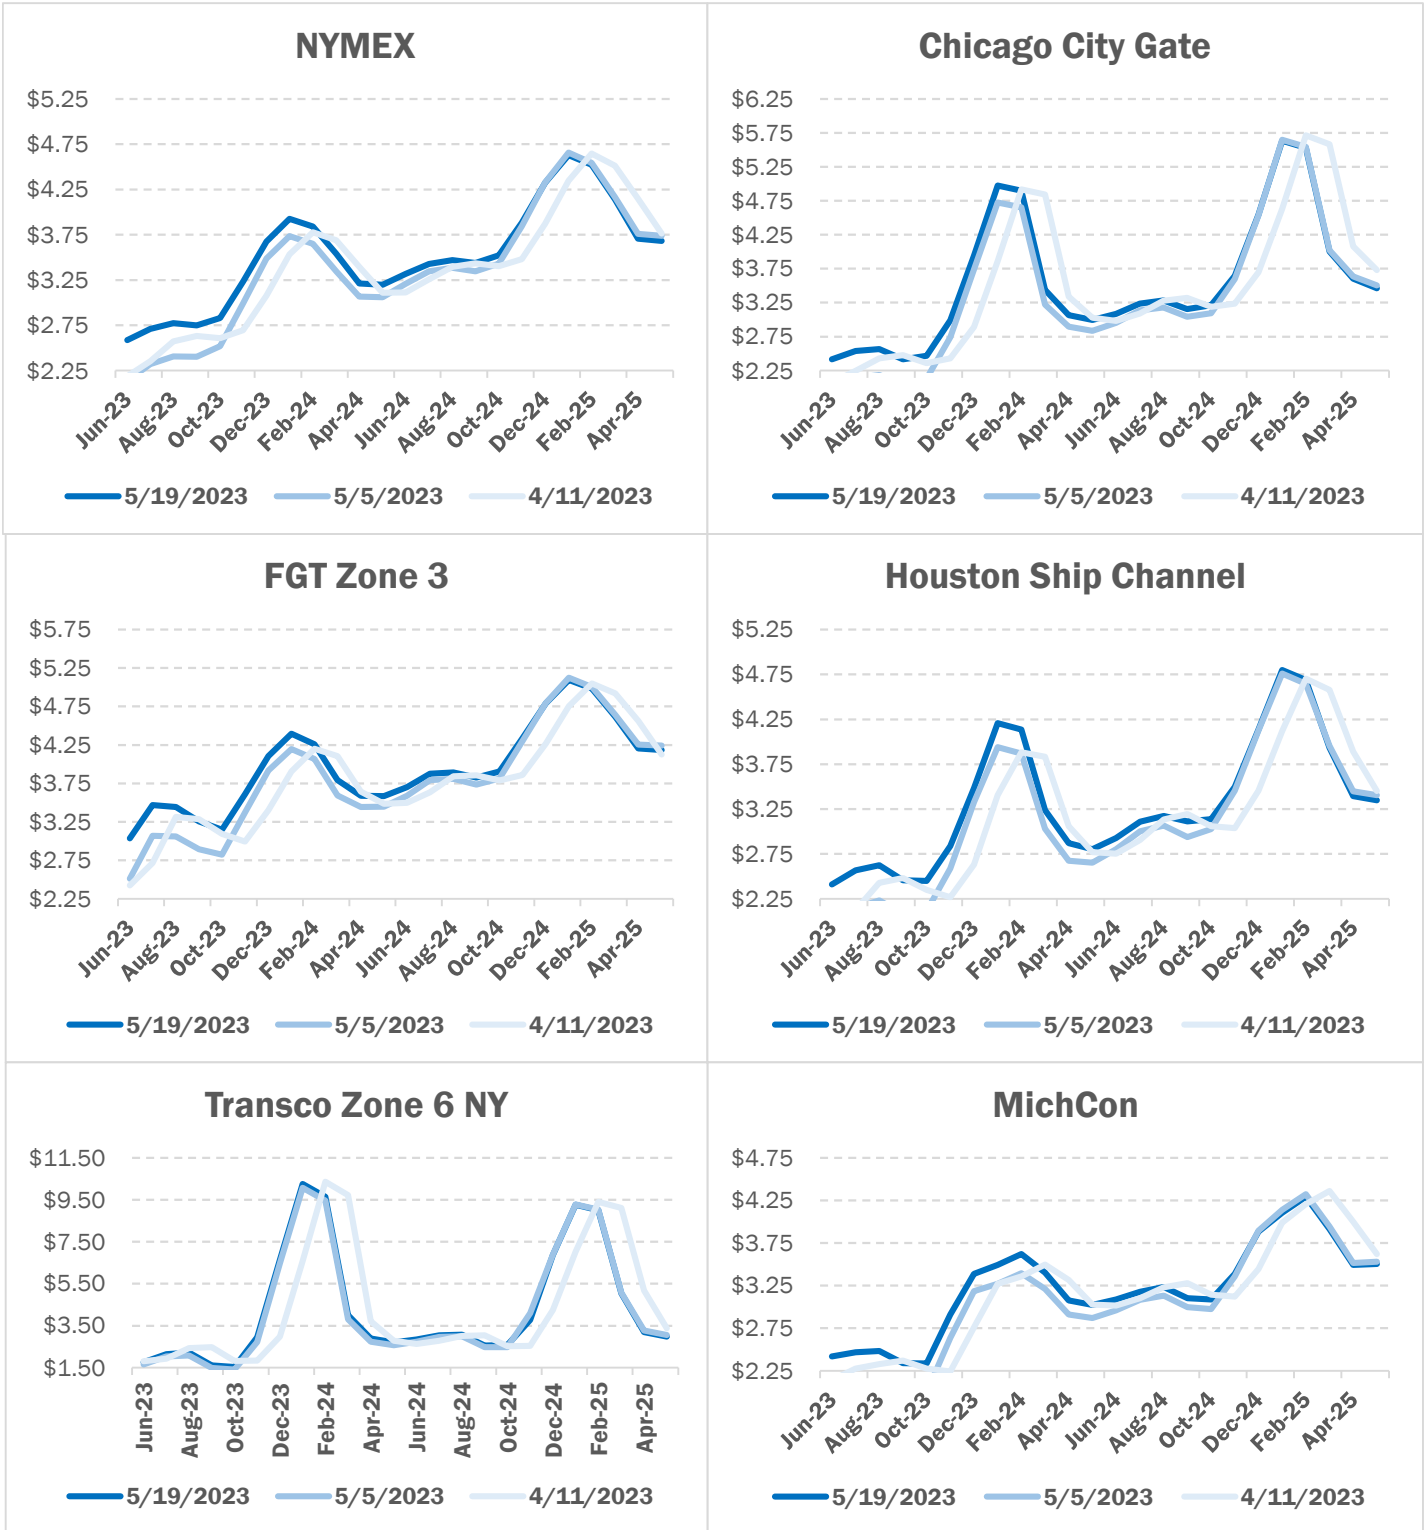 NYMEX
$5.25
$4.75
$4.25
$3.75
$3.25
$2.75
$2.25
Jun-23 Aug-23 Oct-23 Dec-23 Feb-24 Apr-24 Jun-24 Aug-24 Oct-24 Dec-24 Feb-25 Apr-25
5/19/2023 5/5/2023 4/11/2023
Chicago City Gate
$6.25
$5.75
$5.25
$4.75
$4.25
$3.75
$3.25
$2.75
$2.25
Jun-23 Aug-23 Oct-23 Dec-23 Feb-24 Apr-24 Jun-24 Aug-24 Oct-24 Dec-24 Feb-25 Apr-25
5/19/2023 5/5/2023 4/11/2023
FGT Zone 3
$5.75
$5.25
$4.75
$4.25
$3.75
$3.25
$2.75
$2.25
Jun-23 Aug-23 Oct-23 Dec-23 Feb-24 Apr-24 Jun-24 Aug-24 Oct-24 Dec-24 Feb-25 Apr-25
5/19/2023 5/5/2023 4/11/2023
Houston Ship Channel
$5.25
$4.75
$4.25
$3.75
$3.25
$2.75
$2.25
Jun-23 Aug-23 Oct-23 Dec-23 Feb-24 Apr-24 Jun-24 Aug-24 Oct-24 Dec-24 Feb-25 Apr-25
5/19/2023 5/5/2023 4/11/2023
Transco Zone 6 NY
$11.50
$9.50
$7.50
$5.50
$3.50
$1.50
Jun-23 Aug-23 Oct-23 Dec-23 Feb-24 Apr-24 Jun-24 Aug-24 Oct-24 Dec-24 Feb-25 Apr-25
5/19/2023 5/5/2023 4/11/2023
MichCon
$4.75
$4.25
$3.75
$3.25
$2.75
$2.25
Jun-23 Aug-23 Oct-23 Dec-23 Feb-24 Apr-24 Jun-24 Aug-24 Oct-24 Dec-24 Feb-25 Apr-25
5/19/2023 5/5/2023 4/11/2023